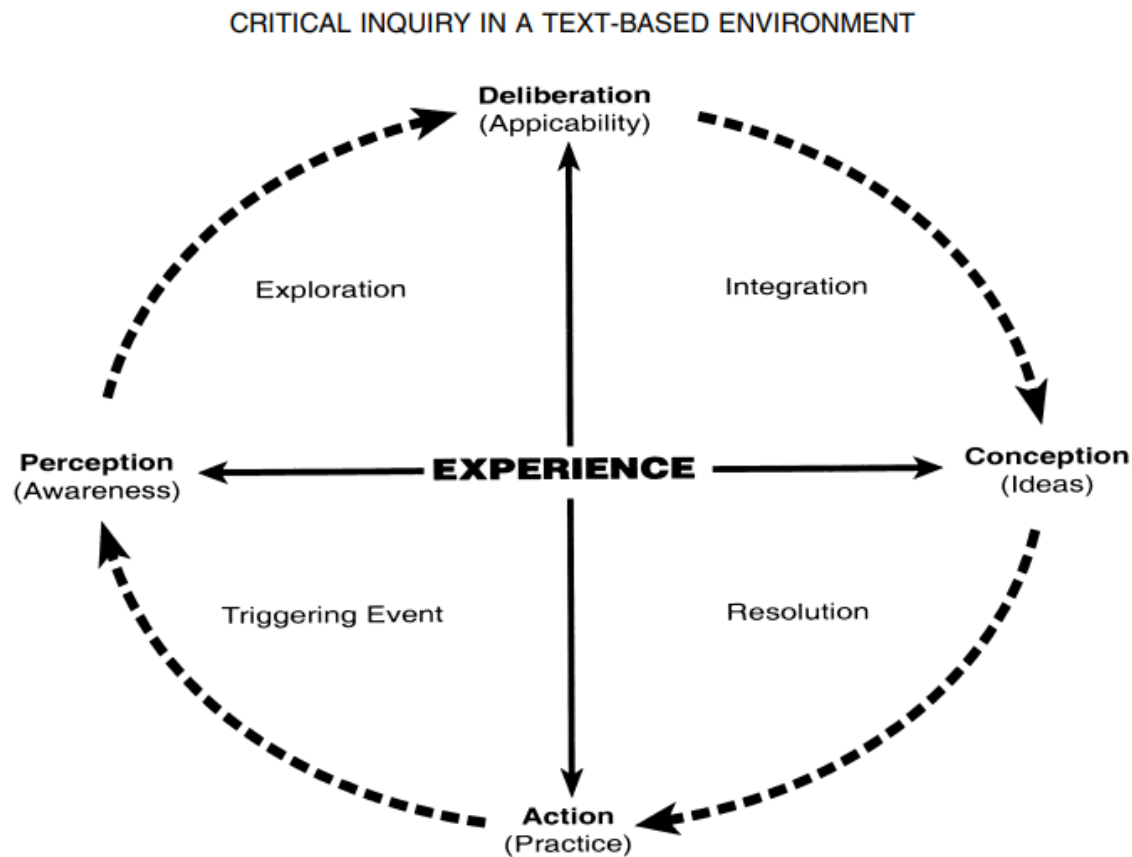 CRITICAL INQUIRY IN A TEXT-BASED ENVIRONMENT
Deliberation
(Appicability)
Exploration
Integration
Perception
(Awareness)
EXPERIENCE
Conception
(Ideas)
Triggering Event
Resolution
Action
(Practice)